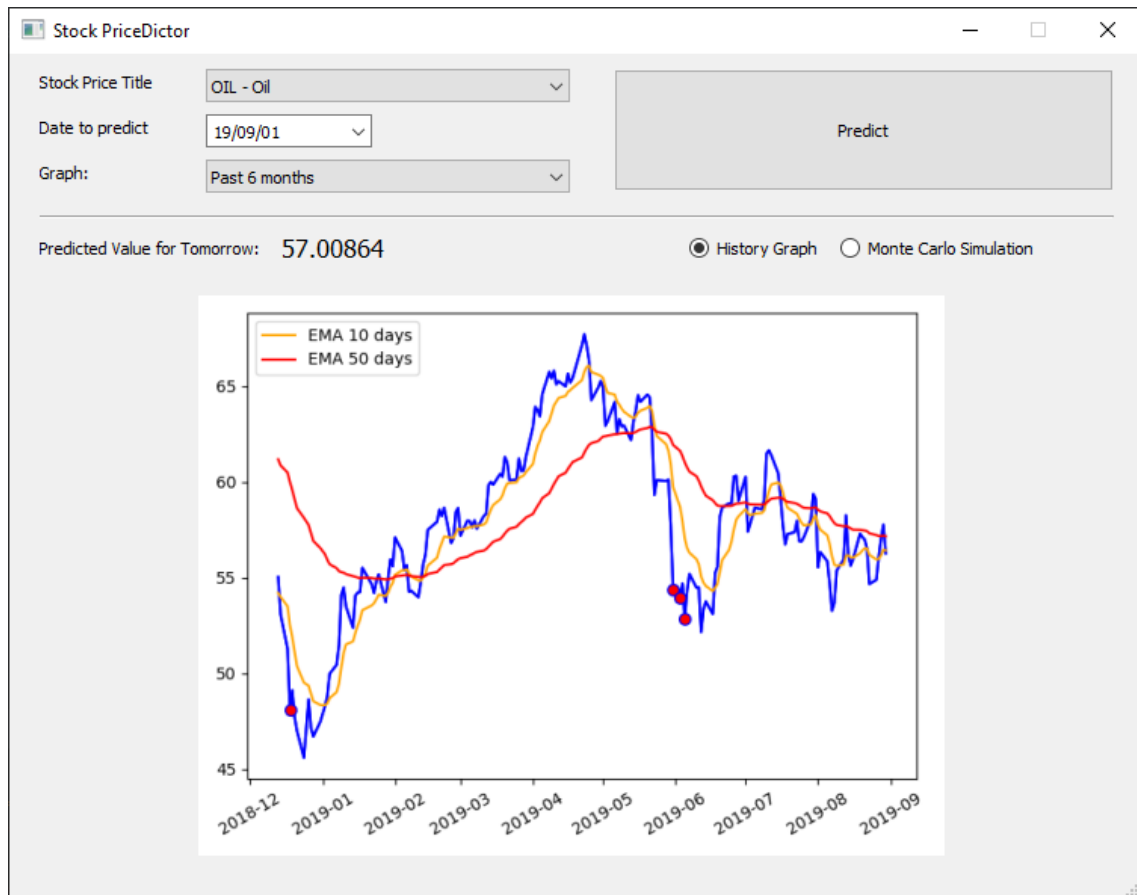 Stock PriceDictor
Stock Price Title
OIL - Oil
Predict
Date to predict
19/09/01
Graph:
Past 6 months
Predicted Value for Tomorrow: 57.00864
History Graph
Monte Carlo Simulation
EMA 10 days
EMA 50 days
65
60
55
50
45
2018-12
2019-01
2019-02
2019-03
2019-04
2019-05
2019-06
2019-07
2019-08
2019-09